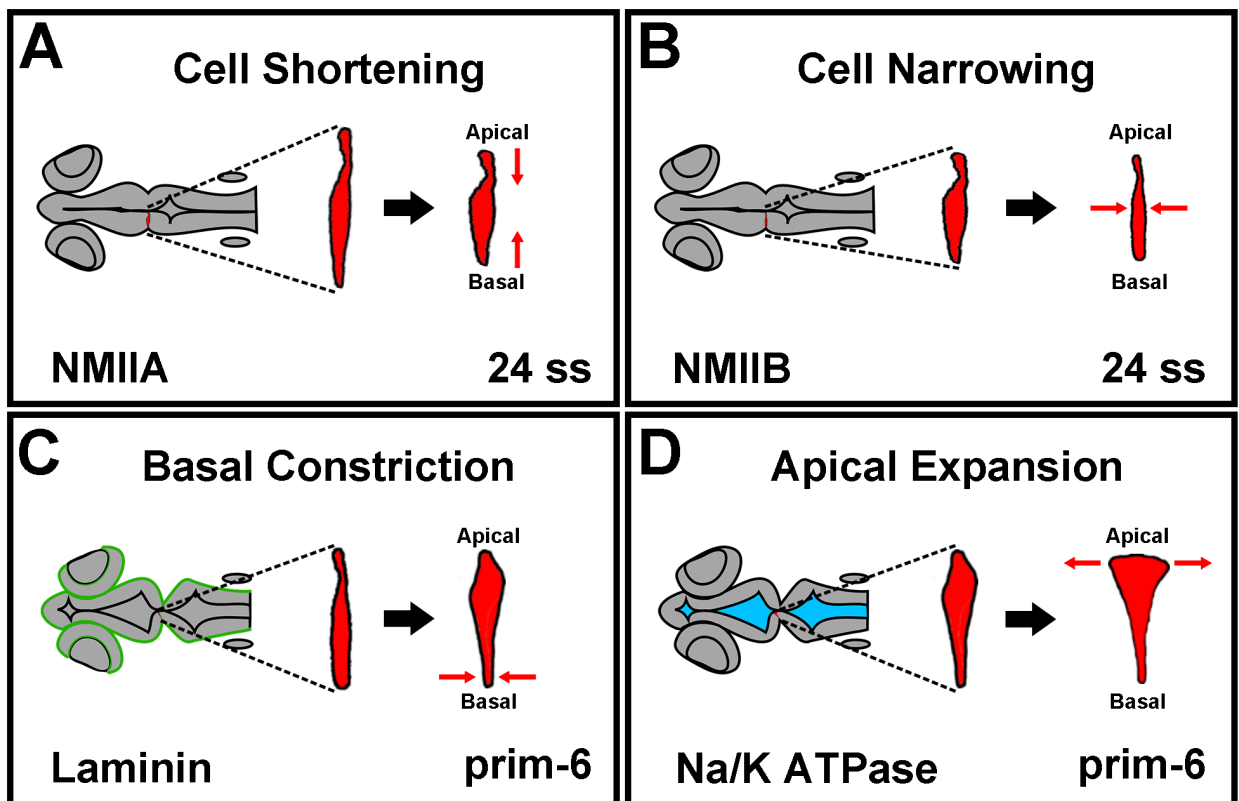 A
Cell Shortening
Apical
Basal
NMIIA
24 ss
B
Cell Narrowing
Apical
Basal
NMIIB
24 ss
C
Basal Constriction
Apical
Basal
Laminin
prim-6
D
Apical Expansion
Apical
Basal
Na/K ATPase
prim-6